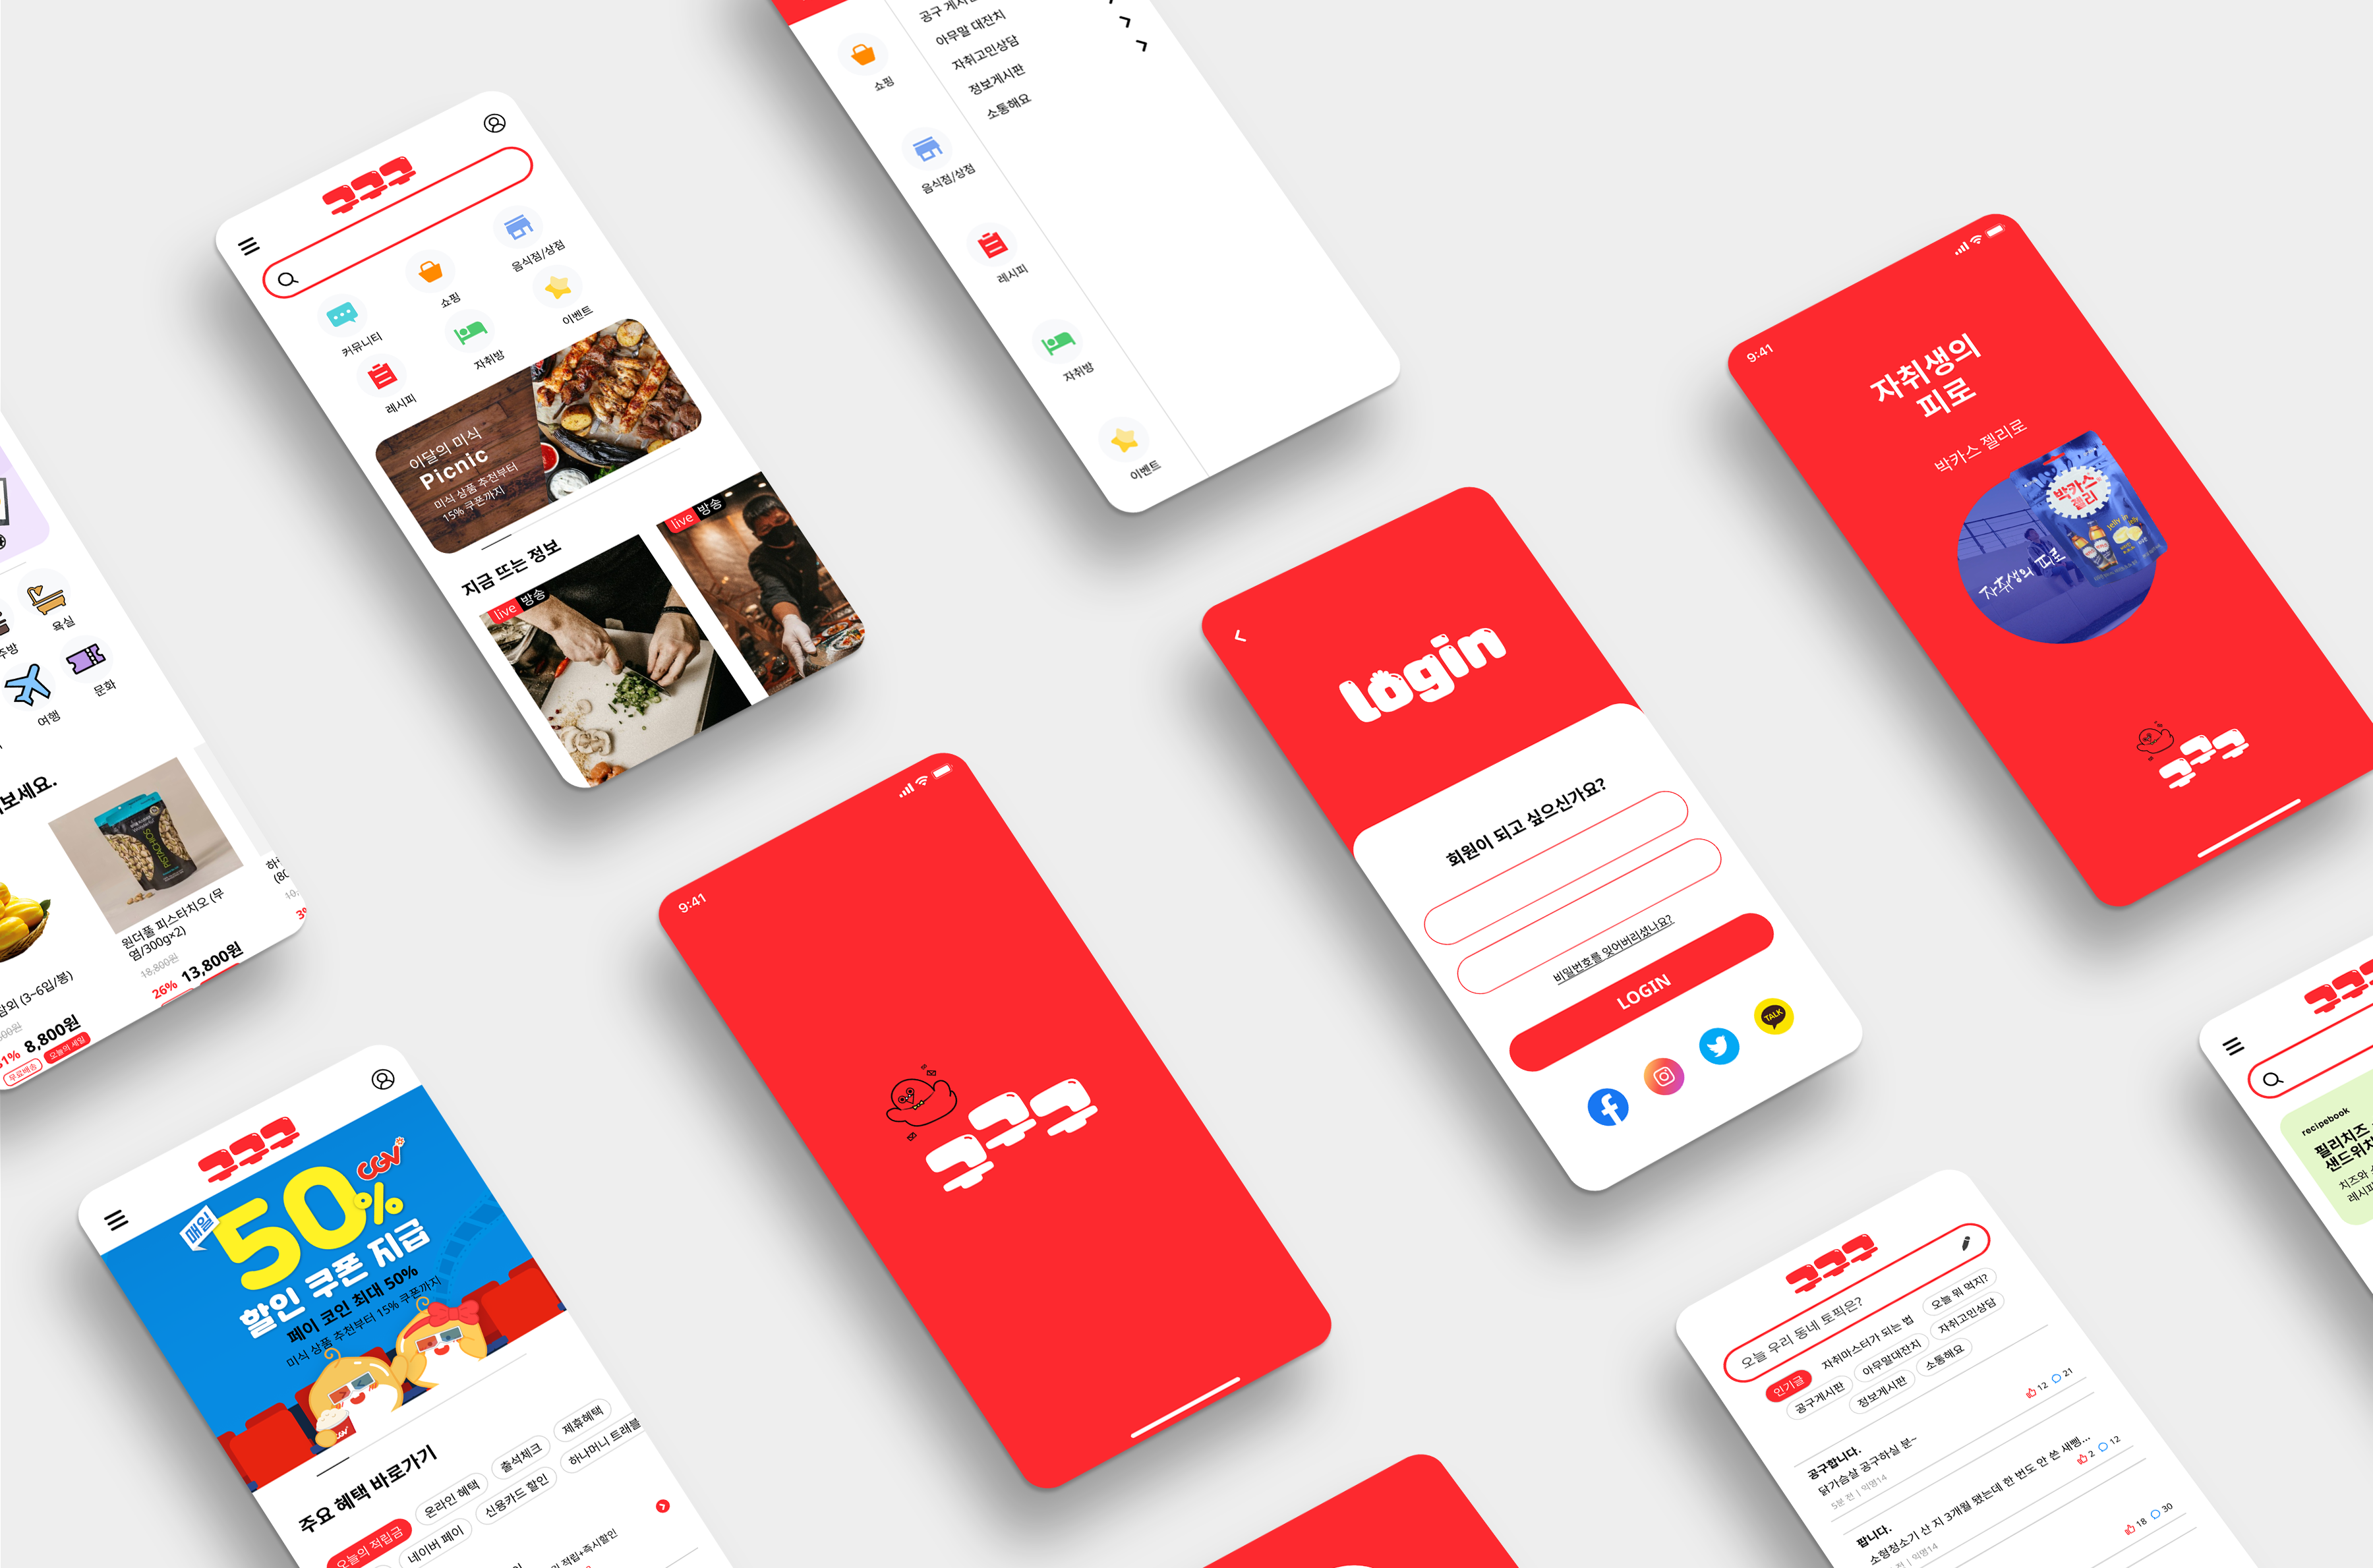 구구구
커뮤니티
쇼핑
음식점/상점
레시피
자취방
이벤트
이달의 미식
Picnic
미식 상품 추천부터
15% 쿠폰까지
지금 뜨는 정보
live 방송
live 방송
아무말 대잔치
자취고민상담
정보게시판
소통해요
쇼핑
음식점/상점
레시피
자취방
이벤트
9:41
자취생의
피로
박카스 젤리로
박카스
젤리
jelly in
jelly
자취생의 피로
구구구
욕실
여행
문화
보세요.
PISTACHIOS
원더풀 피스타치오 (무
염/300g×2)
18,800원
26% 13,800원
참외 (3~6입/봉)
8,800원
무료배송
오늘의 세일
login
회원이 되고 싶으신가요?
비밀번호를 잊어버리셨나요?
LOGIN
TALK
9:41
구구구
구구구
매일
50%
CGV
할인 쿠폰 지급
페이 코인 최대 50%
미식 상품 추천부터 15% 쿠폰까지
CGV
주요 혜택 바로가기
오늘의 적립금
온라인 혜택
출석체크
제휴혜택
네이버 페이
신용카드 할인
하나머니 트래블
적립+즉시할인
구구구
오늘 우리 동네 토픽은?
인기글
자취마스터가 되는 법
오늘 뭐 먹지?
공구게시판
아무말대잔치
자취고민상담
정보게시판
소통해요
12 21
공구합니다.
닭가슴살 공구하실 분~
5분 전 | 익명14
2 12
팝니다.
소형청소기 산 지 3개월 됐는데 한 번도 안 쓴 새삥...
전 | 익명14
18 30
recipebook
필리치즈
샌드위치
치즈와
레시피